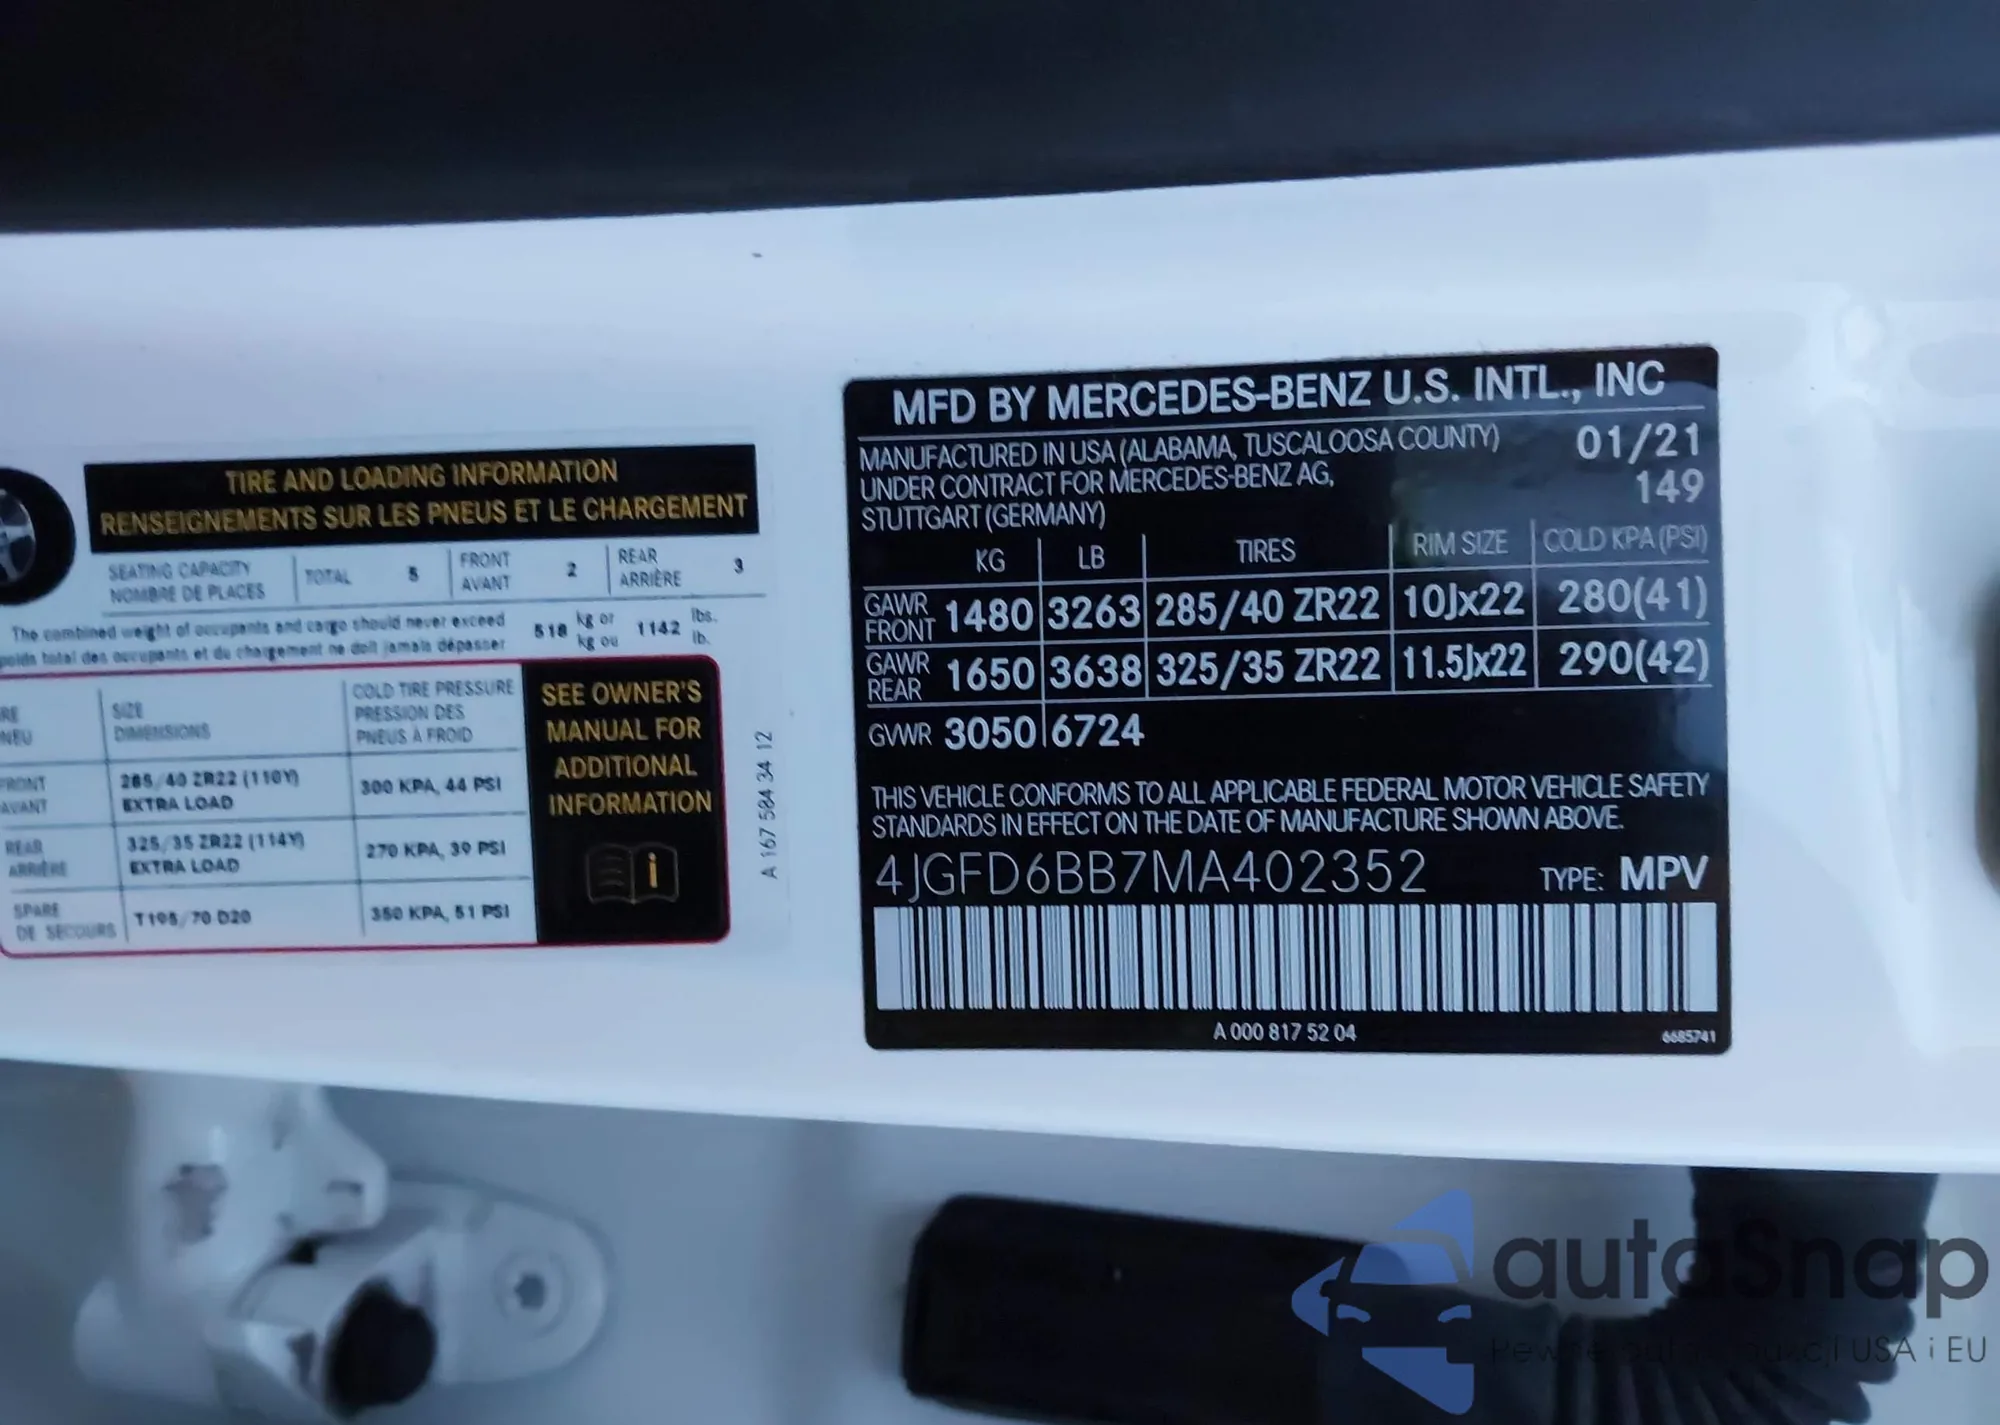 TIRE AND LOADING INFORMATION
RENSEIGNEMENTS SUR LES PNEUS ET LE CHARGEMENT
SEATING CAPACITY
NOMBRE DE PLACES
TOTAL 5
FRONT
AVANT
2
REAR
ARRIÈRE
3
The combined weight of occupants and cargo should never exceed
poids total des occupants et du chargement ne doit jamais dépasser
518 kg or
kg ou
1142 lbs.
lb.
SIZE
DIMENSIONS
COLD TIRE PRESSURE
PRESSION DES
PNEUS À FROID
FRONT
AVANT
285/40 ZR22 (110Y)
EXTRA LOAD
300 KPA, 44 PSI
REAR
ARRIÈRE
325/35 ZR22 (114Y)
EXTRA LOAD
270 KPA, 39 PSI
SPARE
DE SECOURS
T195/70 D20
350 KPA, 51 PSI
SEE OWNER'S
MANUAL FOR
ADDITIONAL
INFORMATION
i
A 167 584 34 12
MFD BY MERCEDES-BENZ U.S. INTL., INC
MANUFACTURED IN USA (ALABAMA, TUSCALOOSA COUNTY) 01/21
UNDER CONTRACT FOR MERCEDES-BENZ AG, 149
STUTTGART (GERMANY)
KG LB TIRES RIM SIZE COLD KPA (PSI)
GAWR
FRONT
1480 3263 285/40 ZR22 10Jx22 280(41)
GAWR
REAR
1650 3638 325/35 ZR22 11.5Jx22 290(42)
GVWR 3050 6724
THIS VEHICLE CONFORMS TO ALL APPLICABLE FEDERAL MOTOR VEHICLE SAFETY
STANDARDS IN EFFECT ON THE DATE OF MANUFACTURE SHOWN ABOVE.
4JGFD6BB7MA402352 TYPE: MPV
A 000 817 52 04 6685741
autaSnap
USA i EU